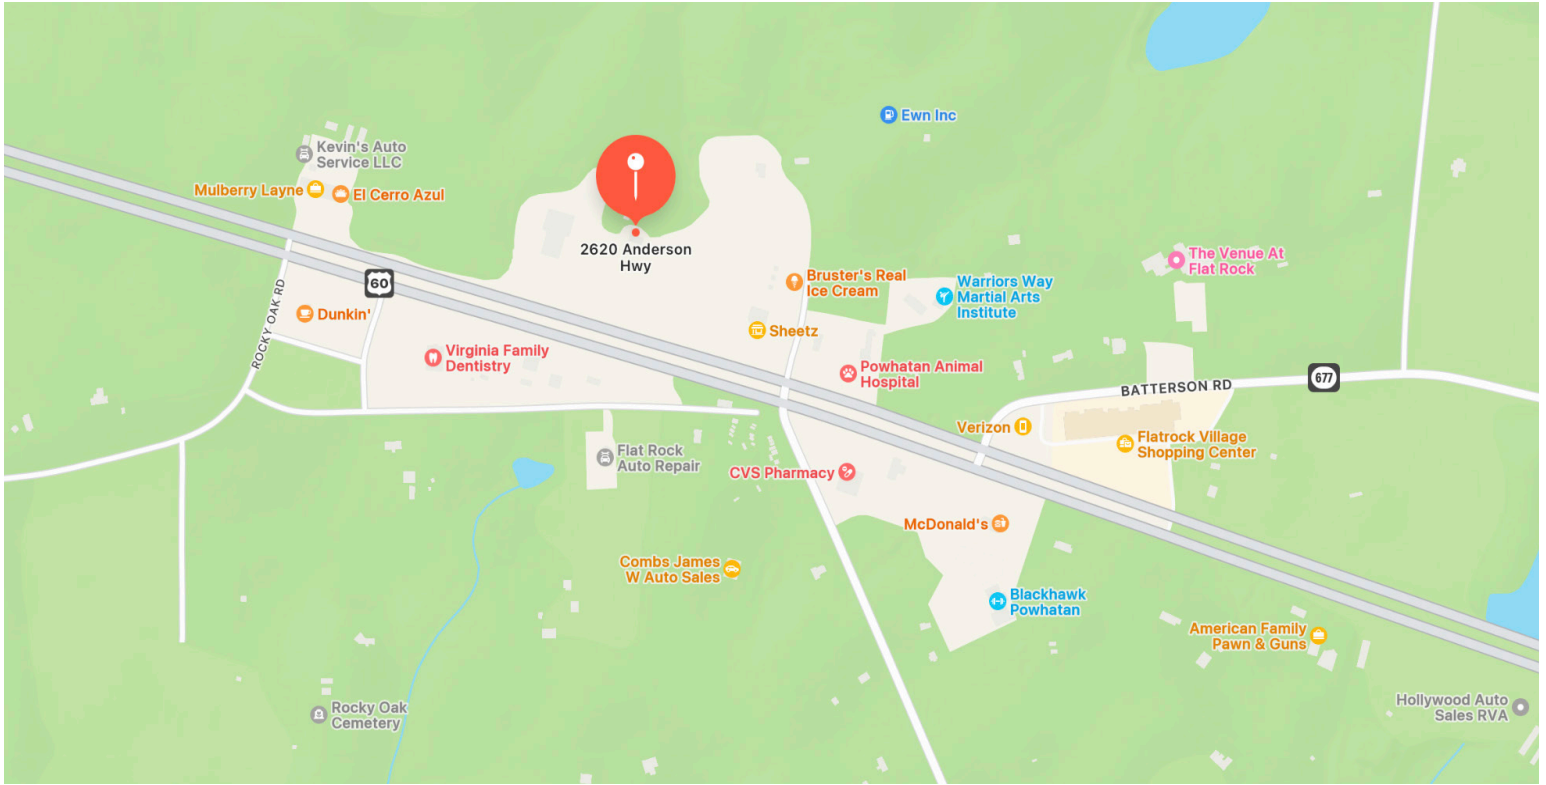 Ewn Inc
Kevin's Auto
Service LLC
Mulberry Layne
El Cerro Azul
2620 Anderson
Hwy
The Venue At
Flat Rock
60
Bruster's Real
Ice Cream
Warriors Way
Martial Arts
Institute
ROCKY OAK RD
Dunkin'
Sheetz
Virginia Family
Dentistry
Powhatan Animal
Hospital
BATTERSON RD
677
Verizon
Flatrock Village
Shopping Center
Flat Rock
Auto Repair
CVS Pharmacy
McDonald's
Combs James
W Auto Sales
Blackhawk
Powhatan
American Family
Pawn & Guns
Rocky Oak
Cemetery
Hollywood Auto
Sales RVA